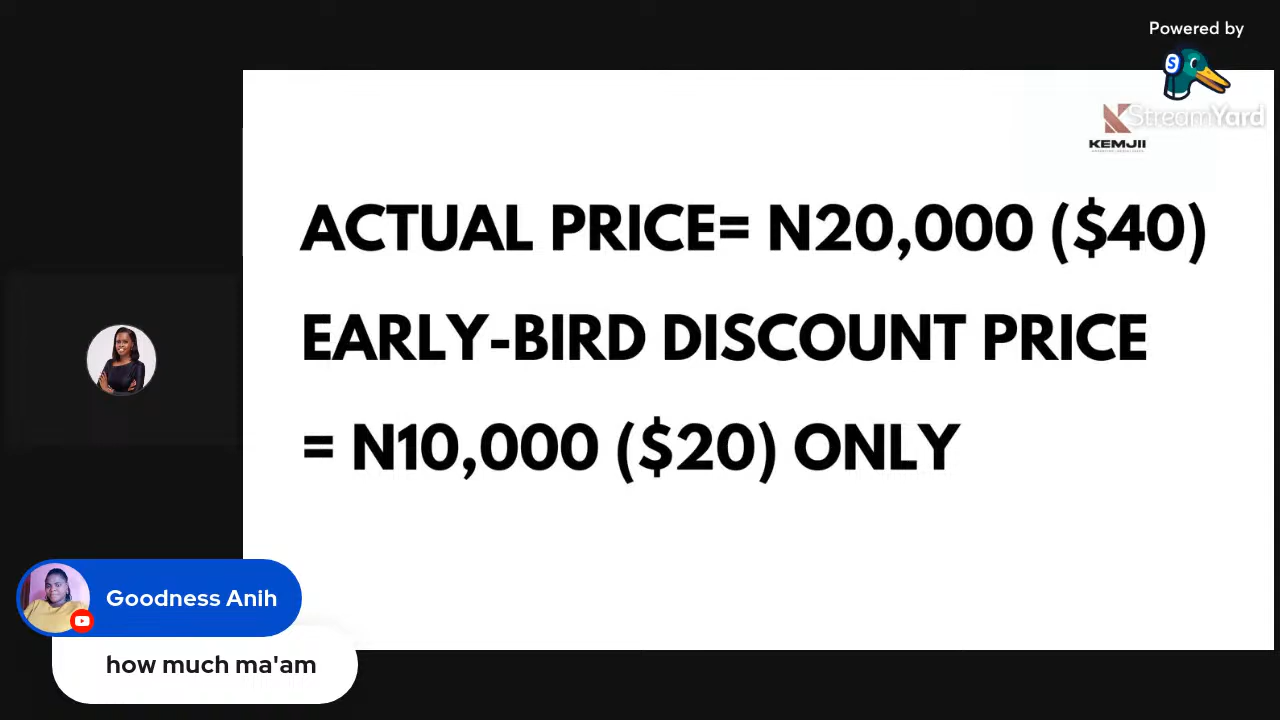 Powered by
StreamYard
KEMJII
ACTUAL PRICE= N20,000 ($40)
EARLY-BIRD DISCOUNT PRICE
= N10,000 ($20) ONLY
Goodness Anih
how much ma'am